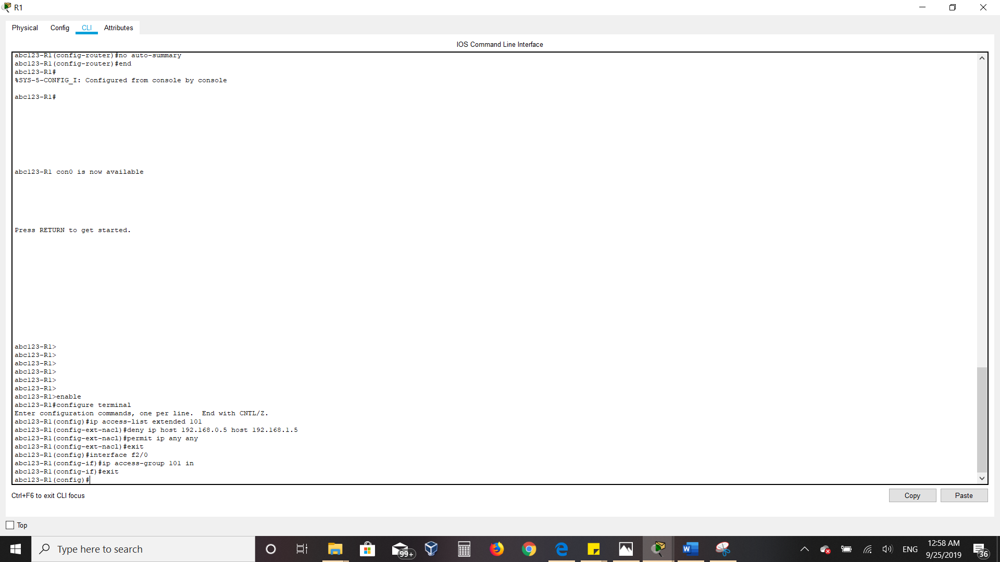 R1
Physical Config CLI Attributes
IOS Command Line Interface
abc123-R1(config-router)#no auto-summary
abc123-R1(config-router)#end
abc123-R1#
%SYS-5-CONFIG_I: Configured from console by console
abc123-R1#
abc123-R1 con0 is now available
Press RETURN to get started.
abc123-R1>
abc123-R1>
abc123-R1>
abc123-R1>
abc123-R1>
abc123-R1>
abc123-R1>enable
abc123-R1#configure terminal
Enter configuration commands, one per line.  End with CNTL/Z.
abc123-R1(config)#ip access-list extended 101
abc123-R1(config-ext-nacl)#deny ip host 192.168.0.5 host 192.168.1.5
abc123-R1(config-ext-nacl)#permit ip any any
abc123-R1(config-ext-nacl)#exit
abc123-R1(config)#interface f2/0
abc123-R1(config-if)#ip access-group 101 in
abc123-R1(config-if)#exit
abc123-R1(config)#
Ctrl+F6 to exit CLI focus
Copy Paste
Top
Type here to search
99+
ENG
12:58 AM
9/25/2019
36